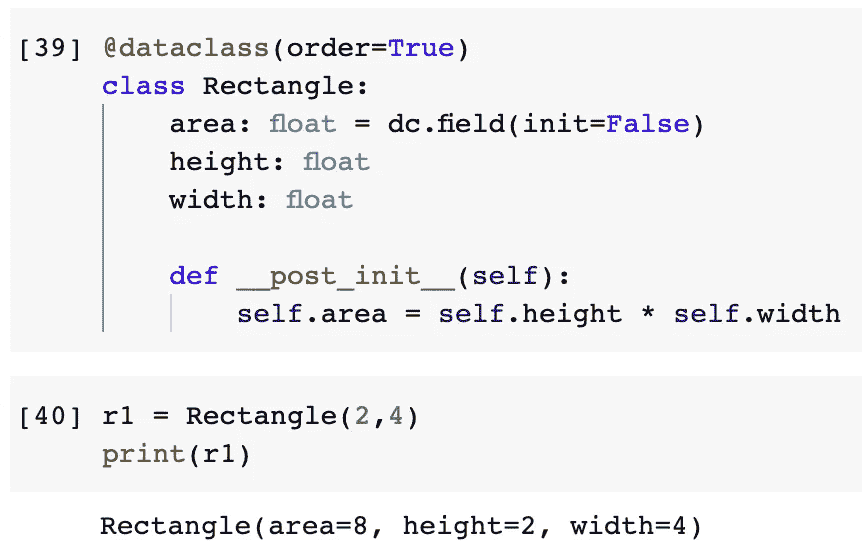 [39] @dataclass(order=True)
class Rectangle:
area: float = dc.field(init=False)
height: float
width: float
def __post_init__(self):
self.area = self.height * self.width
[40] r1 = Rectangle(2,4)
print(r1)
Rectangle(area=8, height=2, width=4)